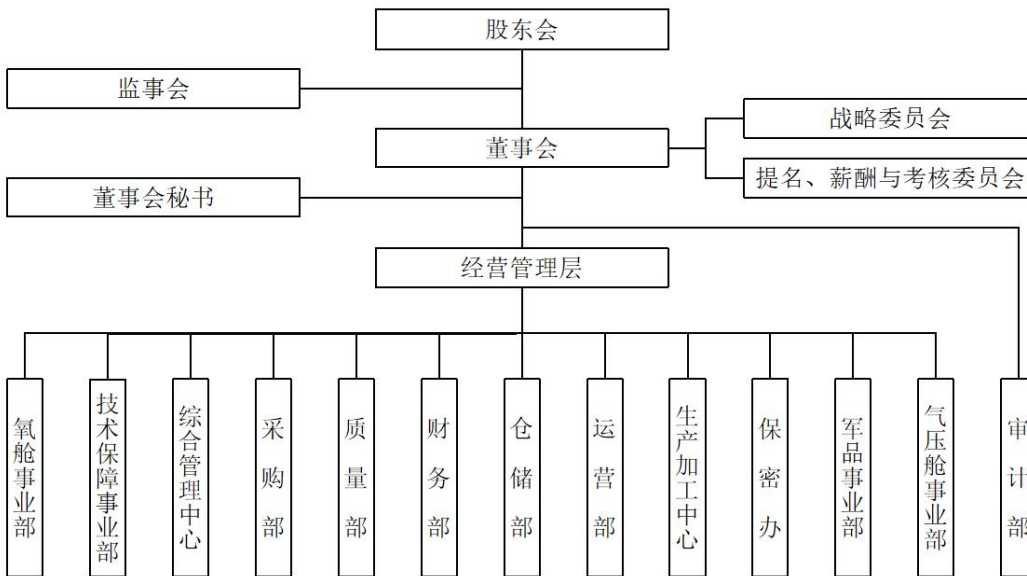 股东会
监事会
战略委员会
董事会
提名、薪酬与考核委员会
董事会秘书
经营管理层
氧舱事业部
技术保障事业部
综合管理中心
采购部
质量部
财务部
仓储部
运营部
生产加工中心
保密办
军品事业部
气压舱事业部
审计部